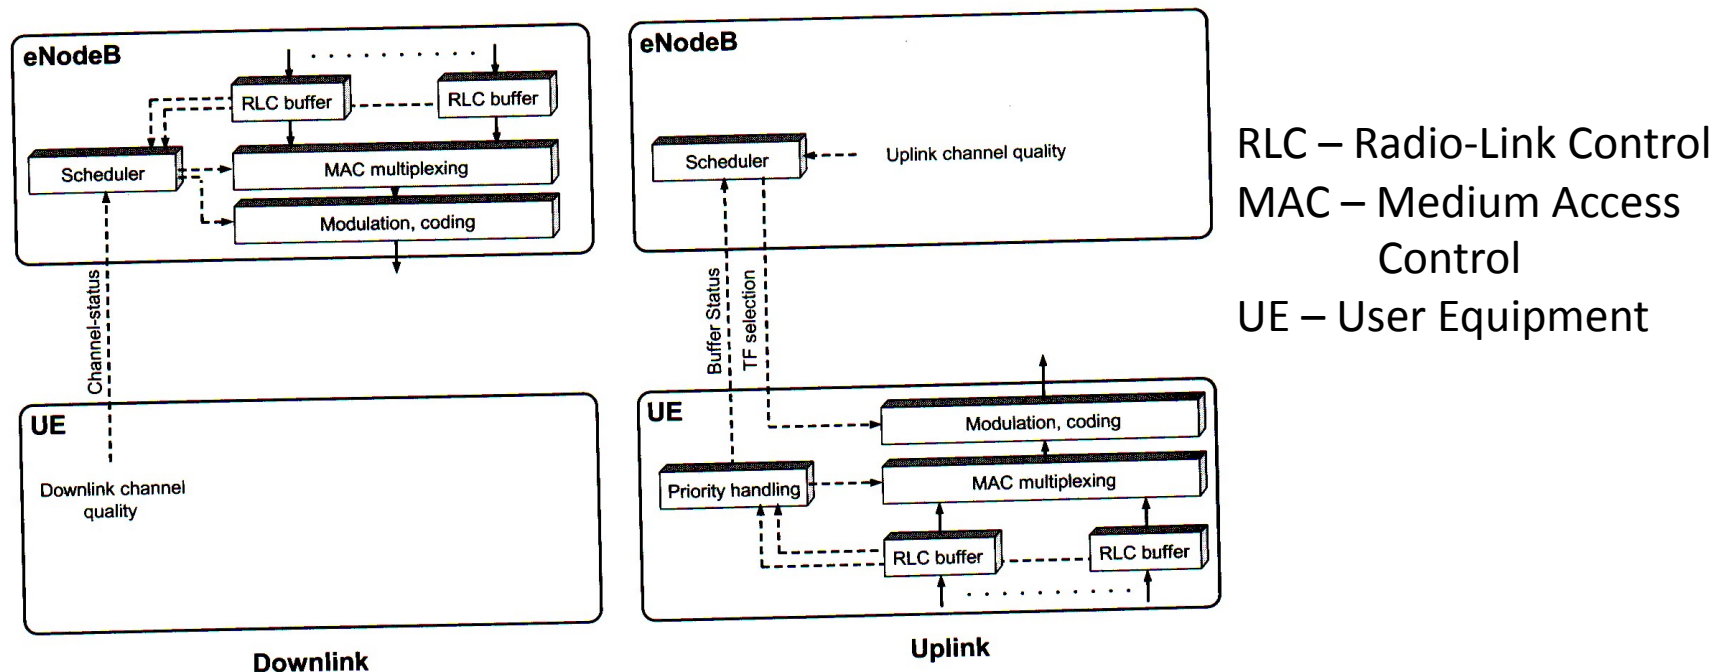 eNodeB
RLC buffer
RLC buffer
Scheduler
MAC multiplexing
Modulation, coding
Channel-status
UE
Downlink channel
quality
Downlink
eNodeB
Scheduler
Uplink channel quality
Buffer Status
TF selection
UE
Modulation, coding
Priority handling
MAC multiplexing
RLC buffer
RLC buffer
Uplink
RLC – Radio-Link Control
MAC – Medium Access
Control
UE – User Equipment